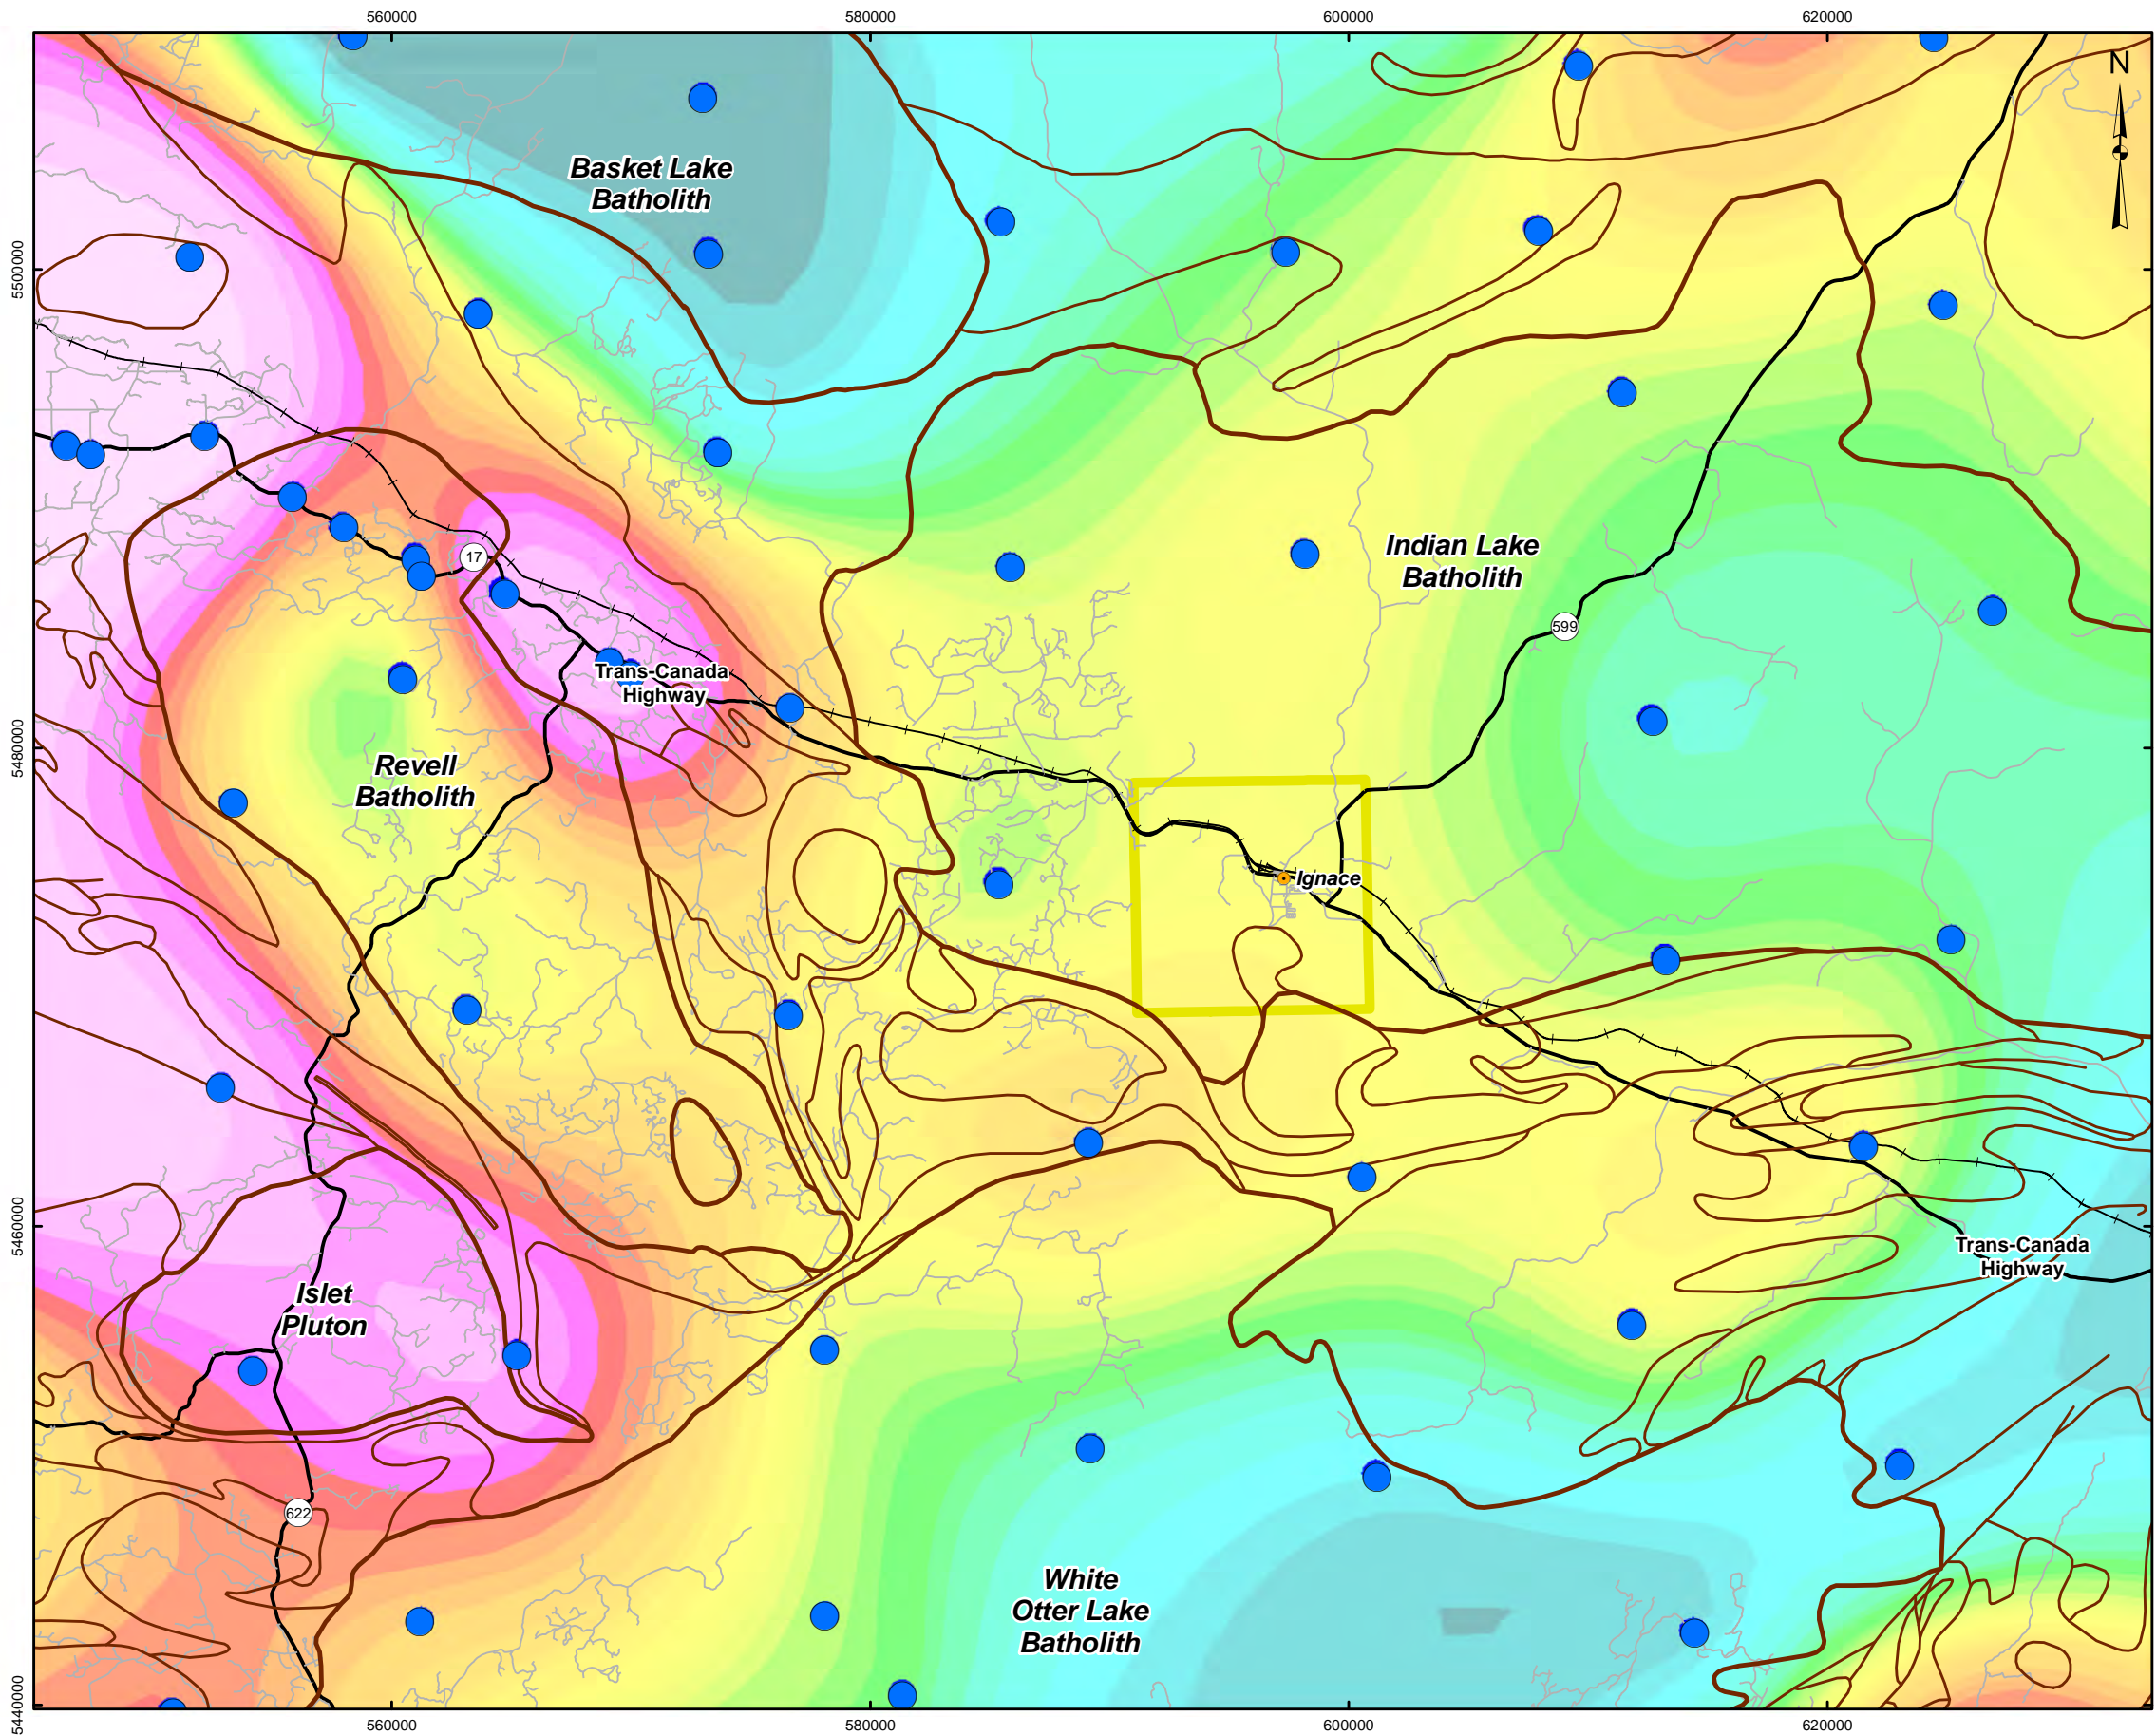 560000
580000
600000
620000
N
Basket Lake
Batholith
5500000
17
Indian Lake
Batholith
599
Trans-Canada
Highway
5480000
Revell
Batholith
Ignace
5460000
Trans-Canada
Highway
Islet
Pluton
622
White
Otter Lake
Batholith
5440000
560000
580000
600000
620000